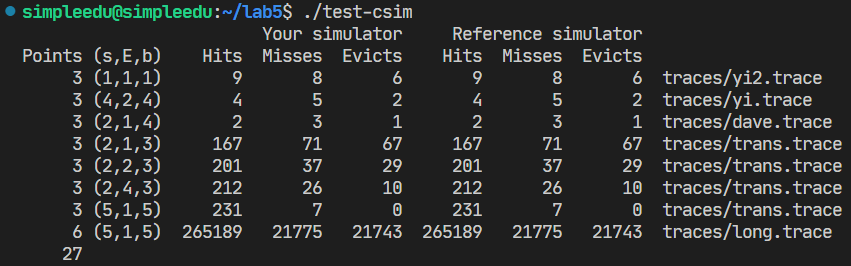 simpleedu@simpleedu:~/lab5$ ./test-csim
Your simulator Reference simulator
Points (s,E,b) Hits Misses Evicts Hits Misses Evicts
3 (1,1,1) 9 8 6 9 8 6 traces/yi2.trace
3 (4,2,4) 4 5 2 4 5 2 traces/yi.trace
3 (2,1,4) 2 3 1 2 3 1 traces/dave.trace
3 (2,1,3) 167 71 67 167 71 67 traces/trans.trace
3 (2,2,3) 201 37 29 201 37 29 traces/trans.trace
3 (2,4,3) 212 26 10 212 26 10 traces/trans.trace
3 (5,1,5) 231 7 0 231 7 0 traces/trans.trace
6 (5,1,5) 265189 21775 21743 265189 21775 21743 traces/long.trace
27